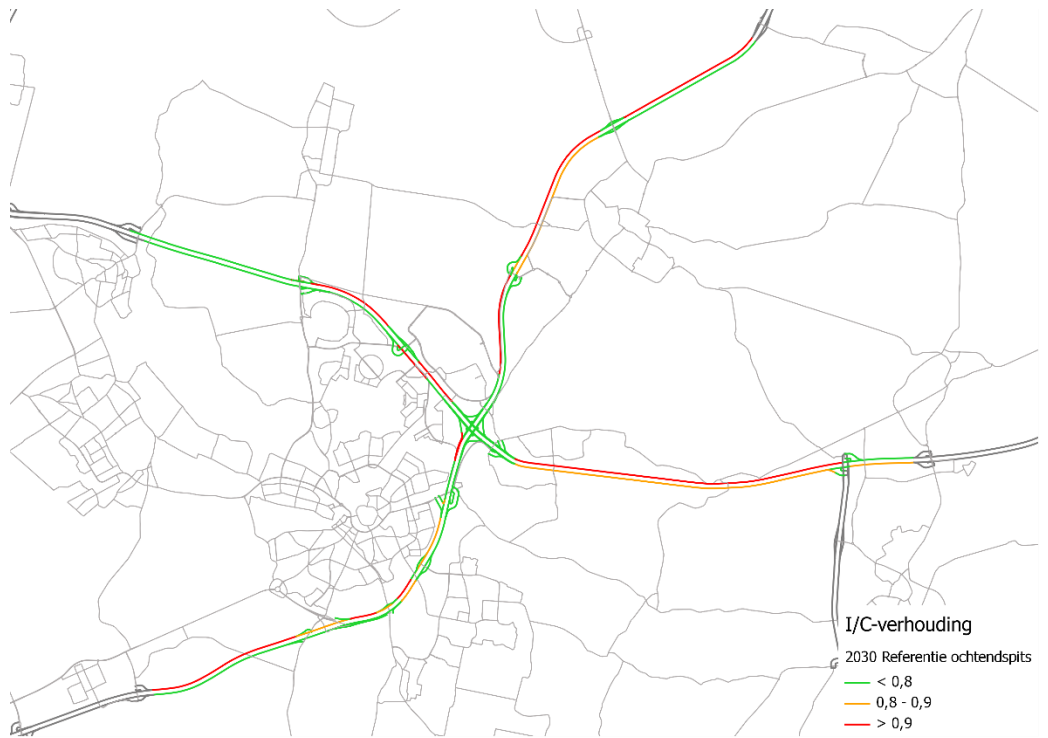 I/C-verhouding
2030 Referentie ochtendspits
< 0,8
0,8 - 0,9
> 0,9